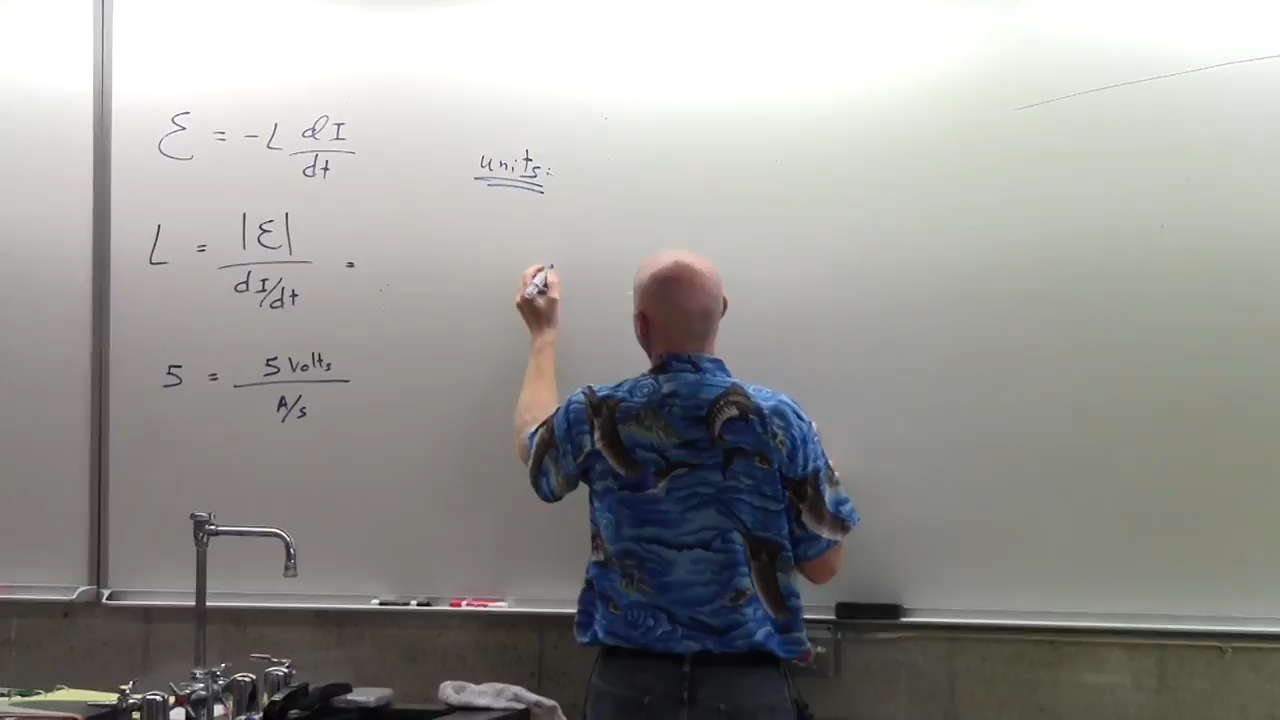 ℰ = -L dI/dt
units:
L = |ℰ| / dI/dt =
5 = 5 Volts / A/s